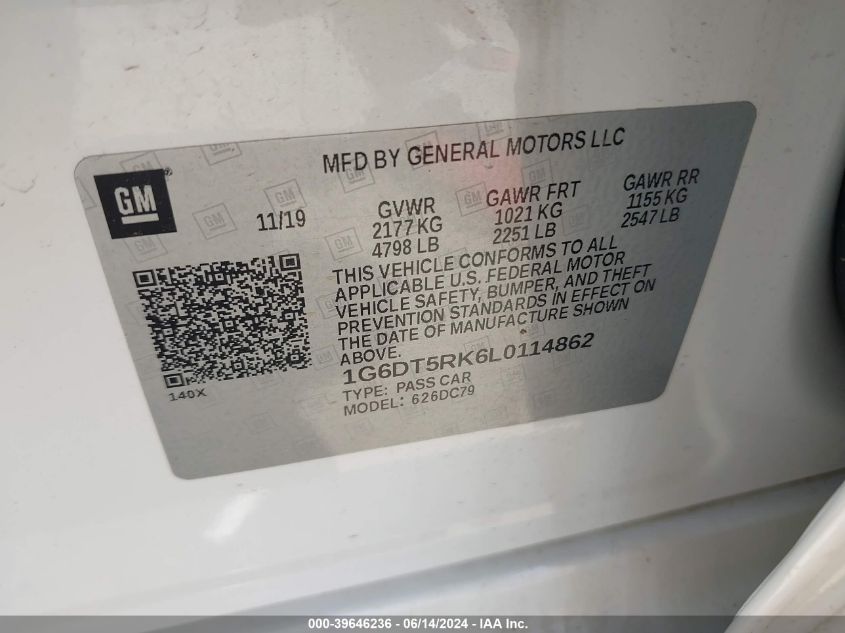 MFD BY GENERAL MOTORS LLC
GM
11/19
GVWR
2177 KG
4798 LB
GAWR FRT
1021 KG
2251 LB
GAWR RR
1155 KG
2547 LB
THIS VEHICLE CONFORMS TO ALL
APPLICABLE U.S. FEDERAL MOTOR
VEHICLE SAFETY, BUMPER, AND THEFT
PREVENTION STANDARDS IN EFFECT ON
THE DATE OF MANUFACTURE SHOWN
ABOVE.
1G6DT5RK6L0114862
TYPE: PASS CAR
MODEL: 626DC79
140X
000-39646236 - 06/14/2024 - IAA Inc.